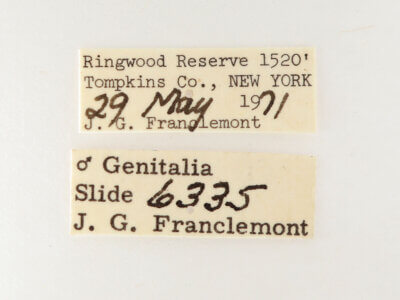 Ringwood Reserve 1520'
Tompkins Co., NEW YORK
29 May 1971
J. G. Franclemont
♂ Genitalia
Slide 6335
J. G. Franclemont